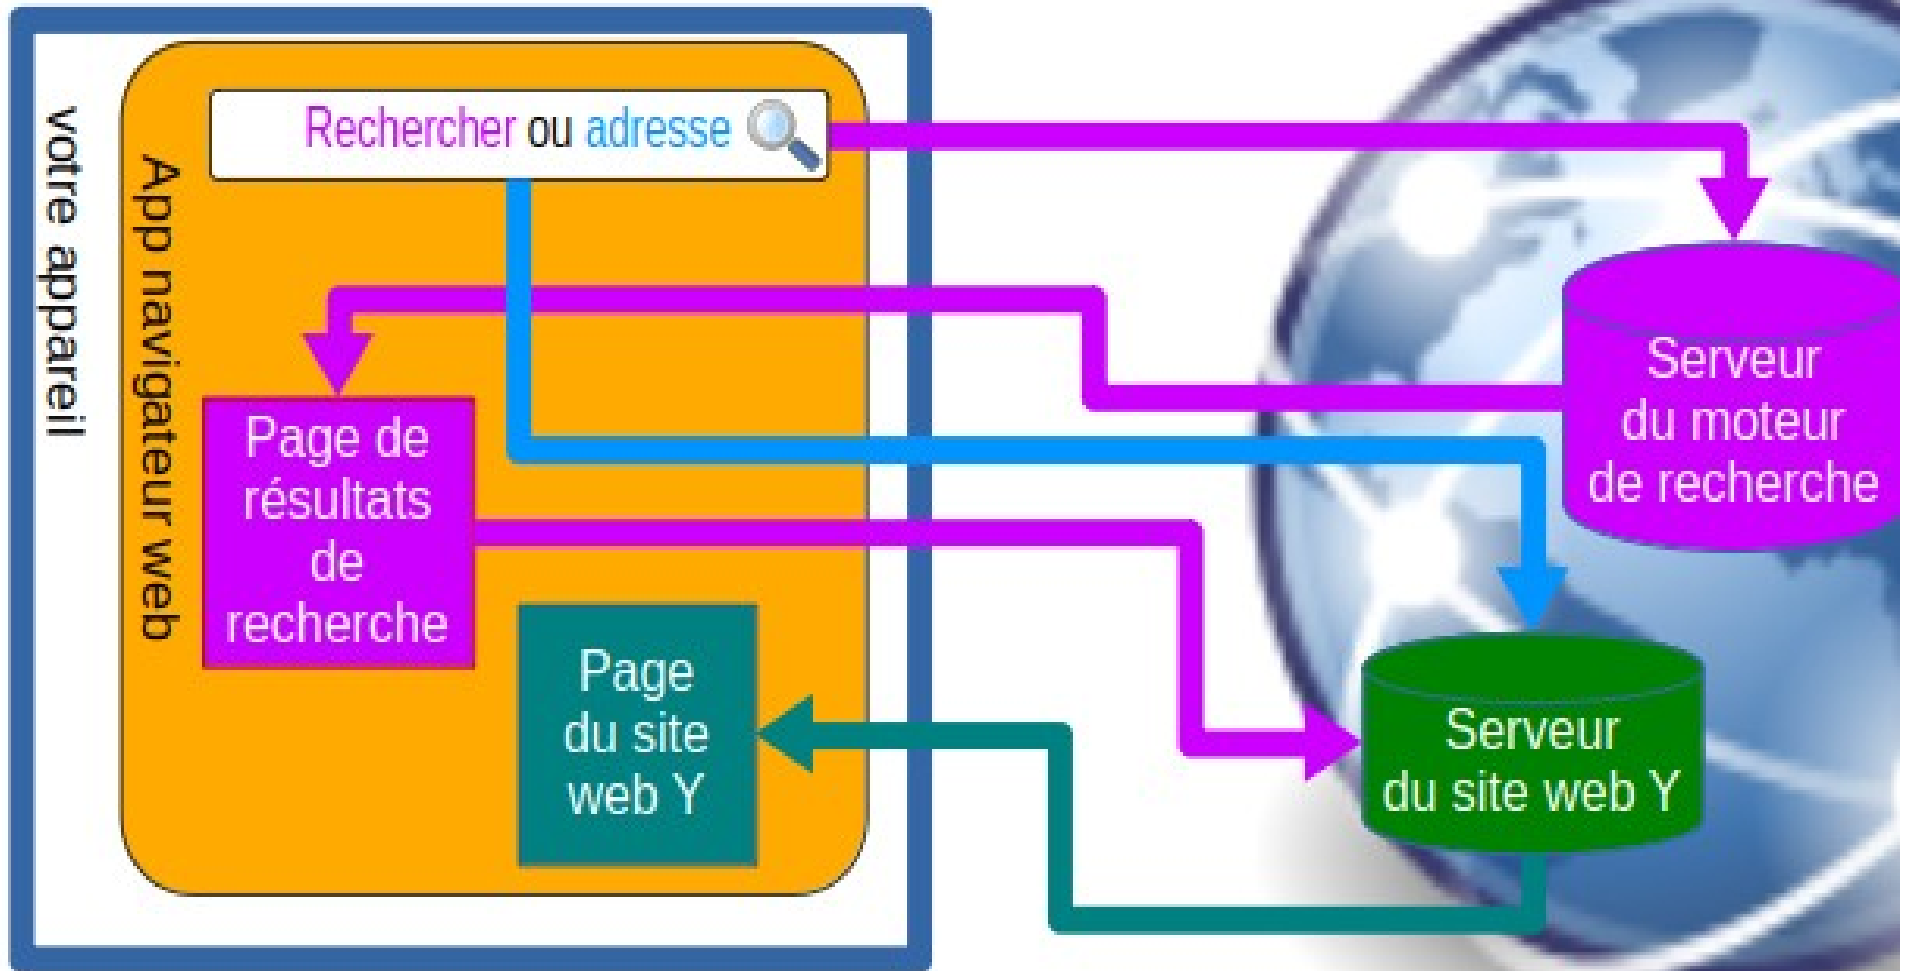 votre appareil
App navigateur web
Rechercher ou adresse
Page de
résultats
de
recherche
Page
du site
web Y
Serveur
du moteur
de recherche
Serveur
du site web Y